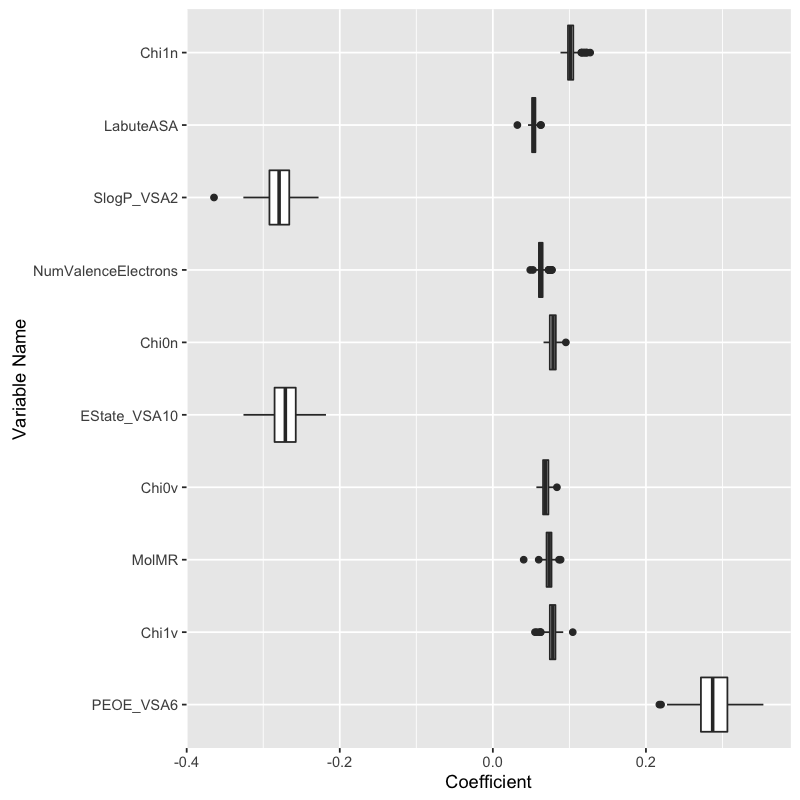 Chi1n
LabuteASA
SlogP_VSA2
NumValenceElectrons
Chi0n
EState_VSA10
Chi0v
MolMR
Chi1v
PEOE_VSA6
Variable Name
-0.4
-0.2
0.0
0.2
Coefficient